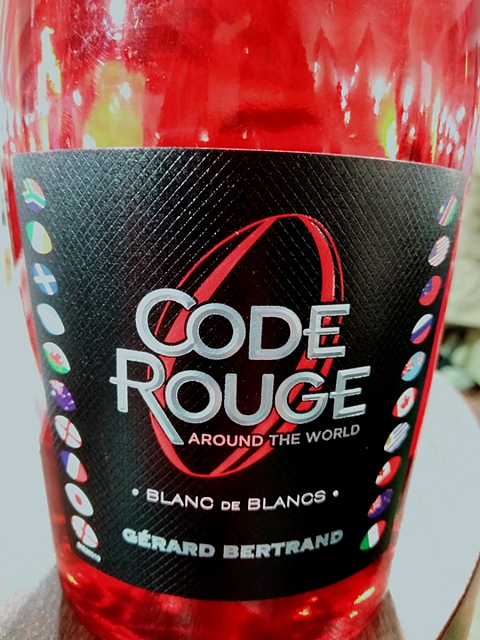 CODE
ROUGE
AROUND THE WORLD
• BLANC DE BLANCS •
GÉRARD BERTRAND